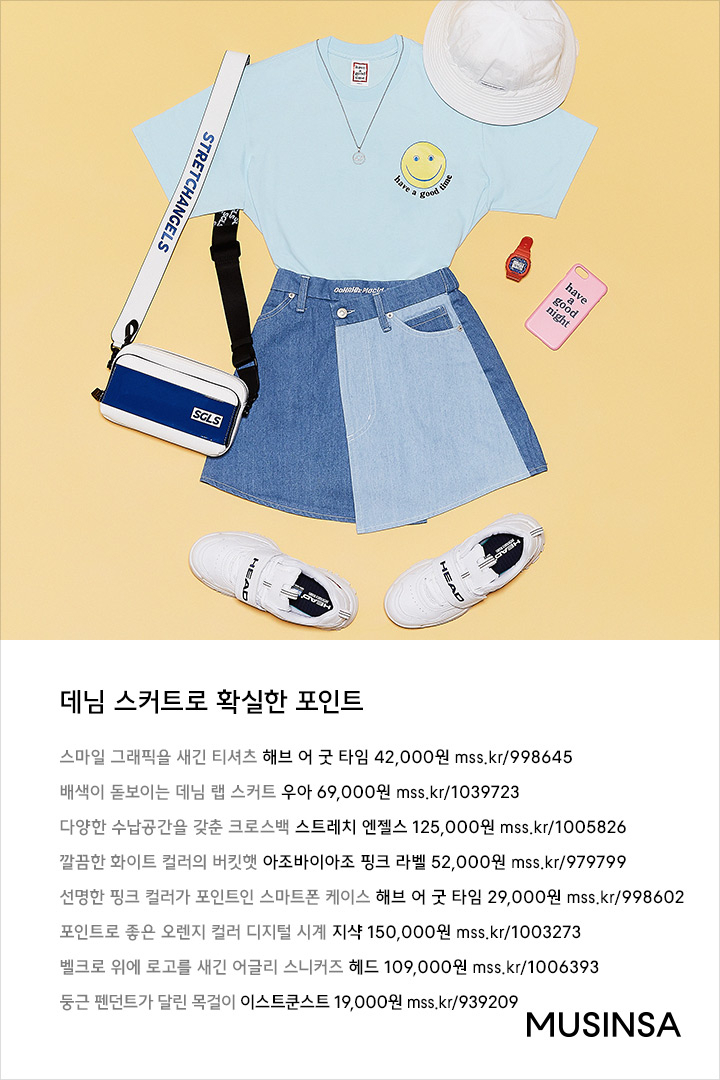 have
a
good
time
STRETCHANGELS
SGLS
have a good time
have
a
good
night
SGLS
HEAD
HEAD
HEAD
HEAD
데님 스커트로 확실한 포인트
스마일 그래픽을 새긴 티셔츠 해브 어 굿 타임 42,000원 mss.kr/998645
배색이 돋보이는 데님 랩 스커트 우아 69,000원 mss.kr/1039723
다양한 수납공간을 갖춘 크로스백 스트레치 엔젤스 125,000원 mss.kr/1005826
깔끔한 화이트 컬러의 버킷햇 아조바이아조 핑크 라벨 52,000원 mss.kr/979799
선명한 핑크 컬러가 포인트인 스마트폰 케이스 해브 어 굿 타임 29,000원 mss.kr/998602
포인트로 좋은 오렌지 컬러 디지털 시계 지샥 150,000원 mss.kr/1003273
벨크로 위에 로고를 새긴 어글리 스니커즈 헤드 109,000원 mss.kr/1006393
둥근 펜던트가 달린 목걸이 이스트쿤스트 19,000원 mss.kr/939209
MUSINSA